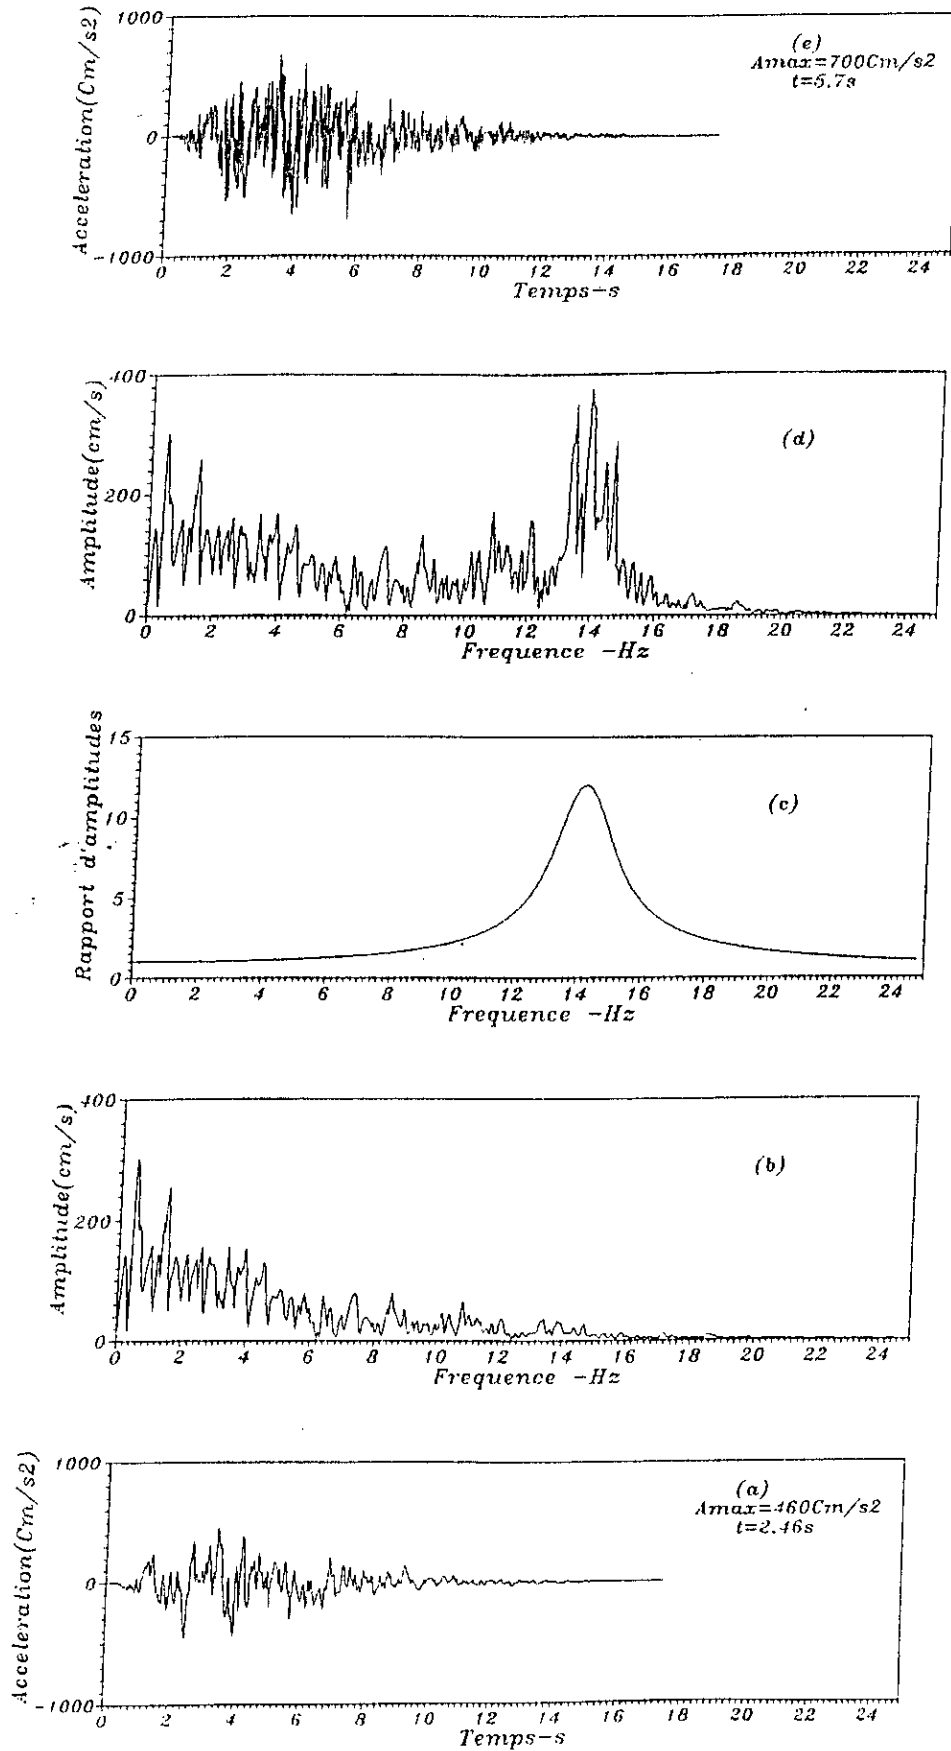 1000
Acceleration(Cm/s2)
(e)
Amax=700Cm/s2
t=5.7s
0
-1000
0 2 4 6 8 10 12 14 16 18 20 22 24
Temps-s
400
Amplitude(cm/s)
(d)
200
0
0 2 4 6 8 10 12 14 16 18 20 22 24
Frequence -Hz
15
Rapport d'amplitudes
(c)
10
5
0
0 2 4 6 8 10 12 14 16 18 20 22 24
Frequence -Hz
400
Amplitude(cm/s)
(b)
200
0
0 2 4 6 8 10 12 14 16 18 20 22 24
Frequence -Hz
1000
Acceleration(Cm/s2)
(a)
Amax=460Cm/s2
t=2.46s
0
-1000
0 2 4 6 8 10 12 14 16 18 20 22 24
Temps-s